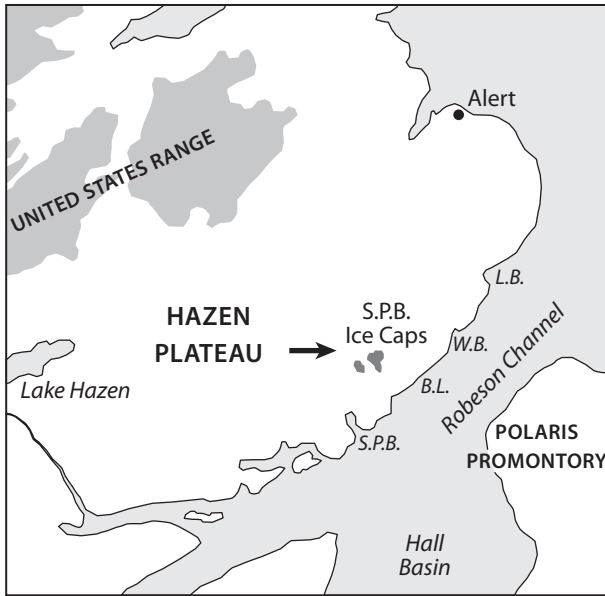 Alert
UNITED STATES RANGE
L.B.
HAZEN
PLATEAU
S.P.B.
Ice Caps
W.B.
Robeson Channel
B.L.
Lake Hazen
S.P.B.
POLARIS
PROMONTORY
Hall
Basin